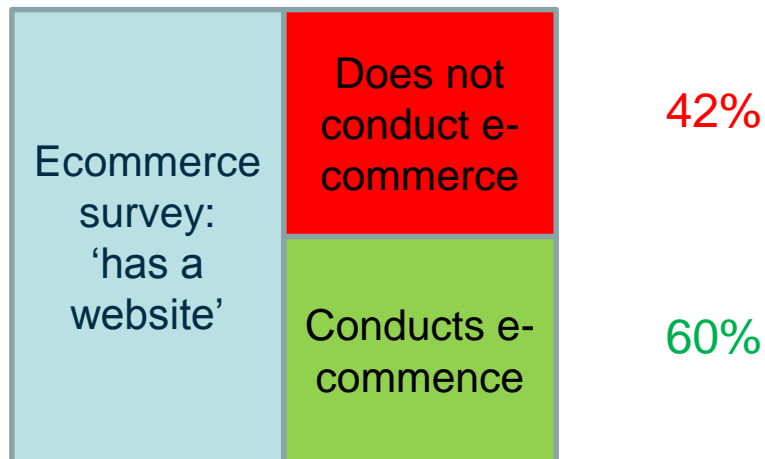 Ecommerce
survey:
‘has a
website’
Does not
conduct e-
commerce
42%
Conducts e-
commence
60%